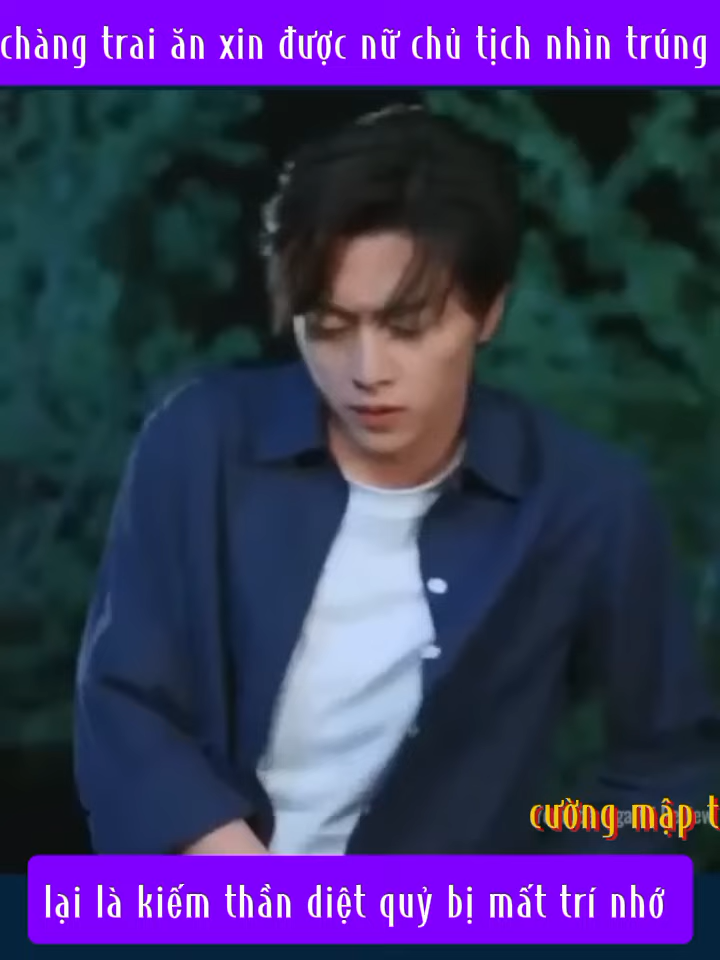 chàng trai ăn xin được nữ chủ tịch nhìn trúng
cường mập
lại là kiếm thần diệt quỷ bị mất trí nhớ